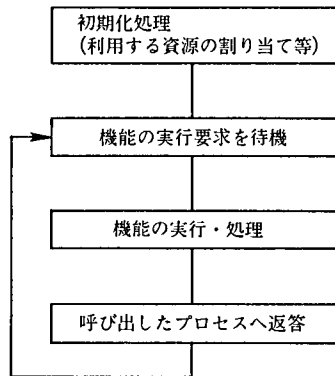 初期化処理
(利用する資源の割り当て等)
機能の実行要求を待機
機能の実行・処理
呼び出したプロセスへ返答